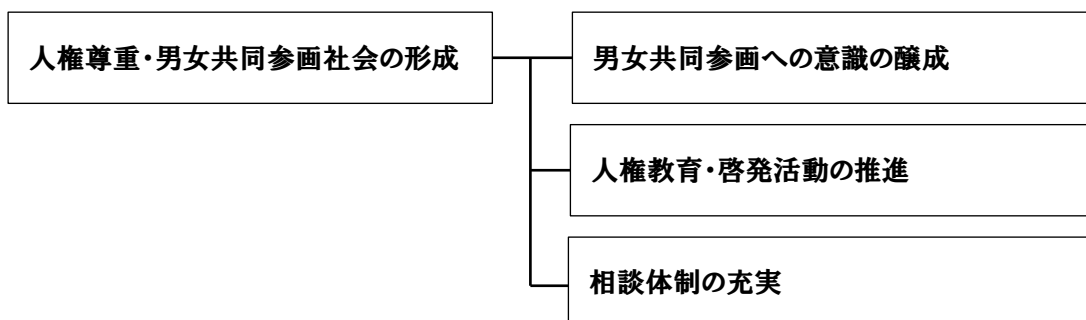 人権尊重・男女共同参画社会の形成
男女共同参画への意識の醸成
人権教育・啓発活動の推進
相談体制の充実